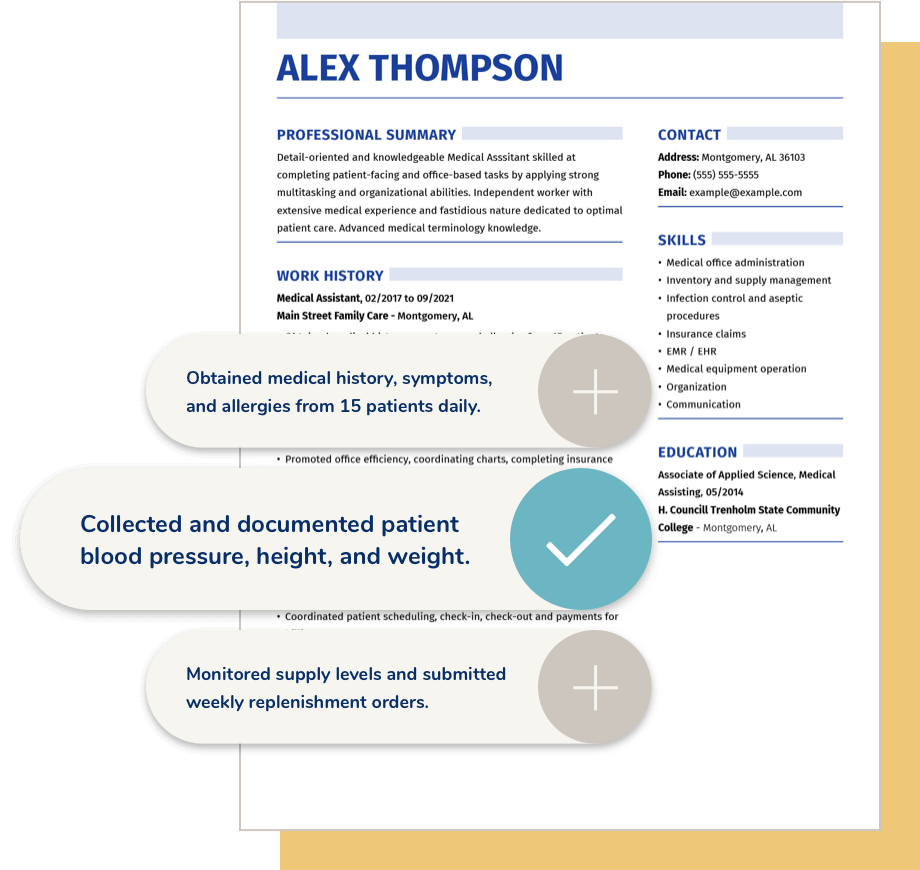 ALEX THOMPSON
PROFESSIONAL SUMMARY
Detail-oriented and knowledgeable Medical Asssitant skilled at
completing patient-facing and office-based tasks by applying strong
multitasking and organizational abilities. Independent worker with
extensive medical experience and fastidious nature dedicated to optimal
patient care. Advanced medical terminology knowledge.
WORK HISTORY
Medical Assistant, 02/2017 to 09/2021
Main Street Family Care - Montgomery, AL
Obtained medical history, symptoms,
and allergies from 15 patients daily.
• Promoted office efficiency, coordinating charts, completing insurance
Collected and documented patient
blood pressure, height, and weight.
• Coordinated patient scheduling, check-in, check-out and payments for
Monitored supply levels and submitted
weekly replenishment orders.
CONTACT
Address: Montgomery, AL 36103
Phone: (555) 555-5555
Email: example@example.com
SKILLS
• Medical office administration
• Inventory and supply management
• Infection control and aseptic
procedures
• Insurance claims
• EMR / EHR
• Medical equipment operation
• Organization
• Communication
EDUCATION
Associate of Applied Science, Medical
Assisting, 05/2014
H. Councill Trenholm State Community
College - Montgomery, AL